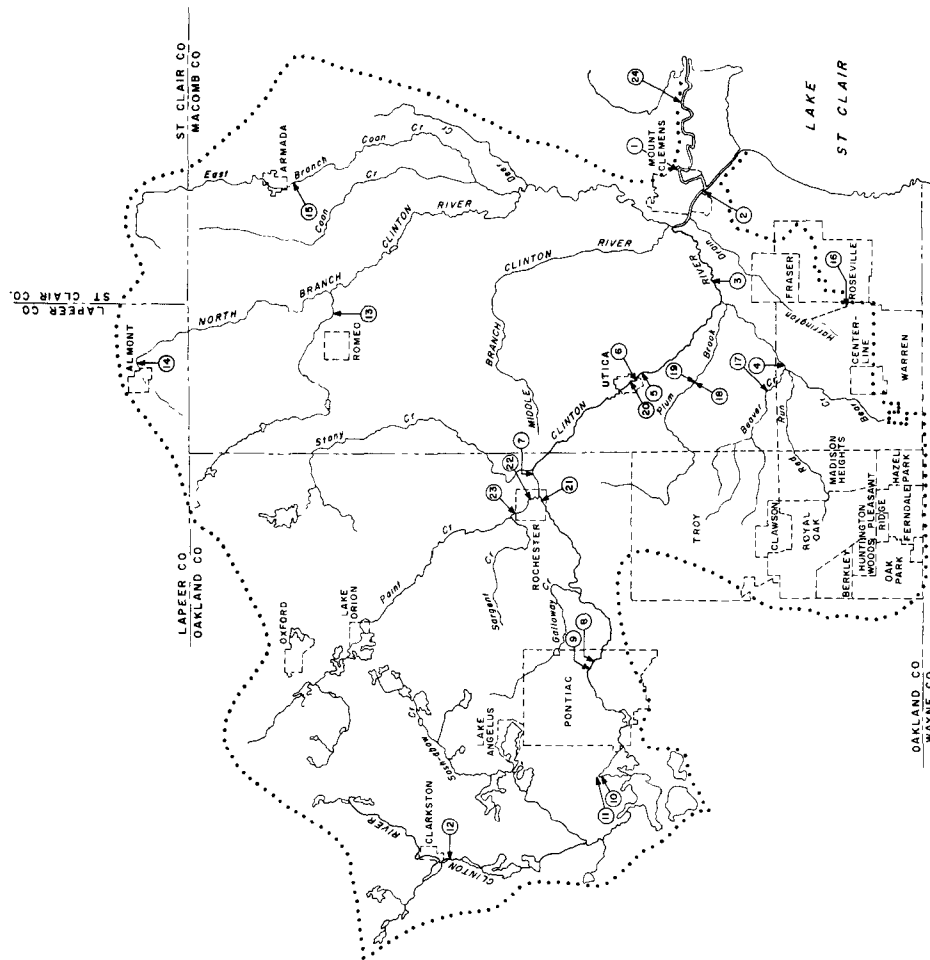 LAPEER CO.
ST CLAIR CO.
ST CLAIR CO
MACOMB CO
LAPEER CO
OAKLAND CO
OAKLAND CO
WAYNE CO
LAKE
ST CLAIR
ALMONT
14
ARMADA
15
East
Branch
Coon
Cr
Coon
Cr
Deer
Cr
NORTH
BRANCH
CLINTON
RIVER
ROMEO
13
MIDDLE
BRANCH
CLINTON
RIVER
Stony
Cr
OXFORD
LAKE
ORION
Paint
Cr
Sargent
Cr
ROCHESTER
23
22
7
21
Galloway
Cr
PONTIAC
9
8
LAKE
ANGELUS
Sash-abaw
Cr
CLARKSTON
12
CLINTON
RIVER
11
10
CLINTON
RIVER
UTICA
6
20
5
19
18
Plum
Brook
17
4
3
Beaver
Cr
Red
Run
Bear
Cr
Harrington
Drain
MOUNT
CLEMENS
1
2
24
FRASER
ROSEVILLE
16
CENTER-
LINE
WARREN
TROY
CLAWSON
ROYAL
OAK
MADISON
HEIGHTS
BERKLEY
HUNTINGTON
WOODS
PLEASANT
RIDGE
OAK
PARK
FERNDALE
HAZEL
PARK